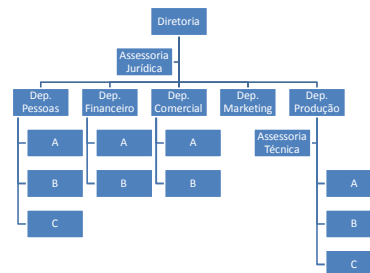 Diretoria
Assessoria
Jurídica
Dep.
Pessoas
Dep.
Financeiro
Dep.
Comercial
Dep.
Marketing
Dep.
Produção
A
B
C
A
B
A
B
Assessoria
Técnica
A
B
C